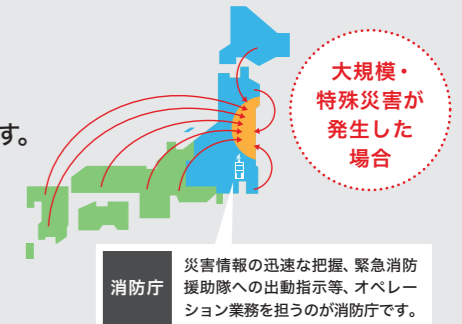 大規模・
特殊災害が
発生した
場合
す。
消防庁
災害情報の迅速な把握、緊急消防
援助隊への出動指示等、オペレー
ション業務を担うのが消防庁です。